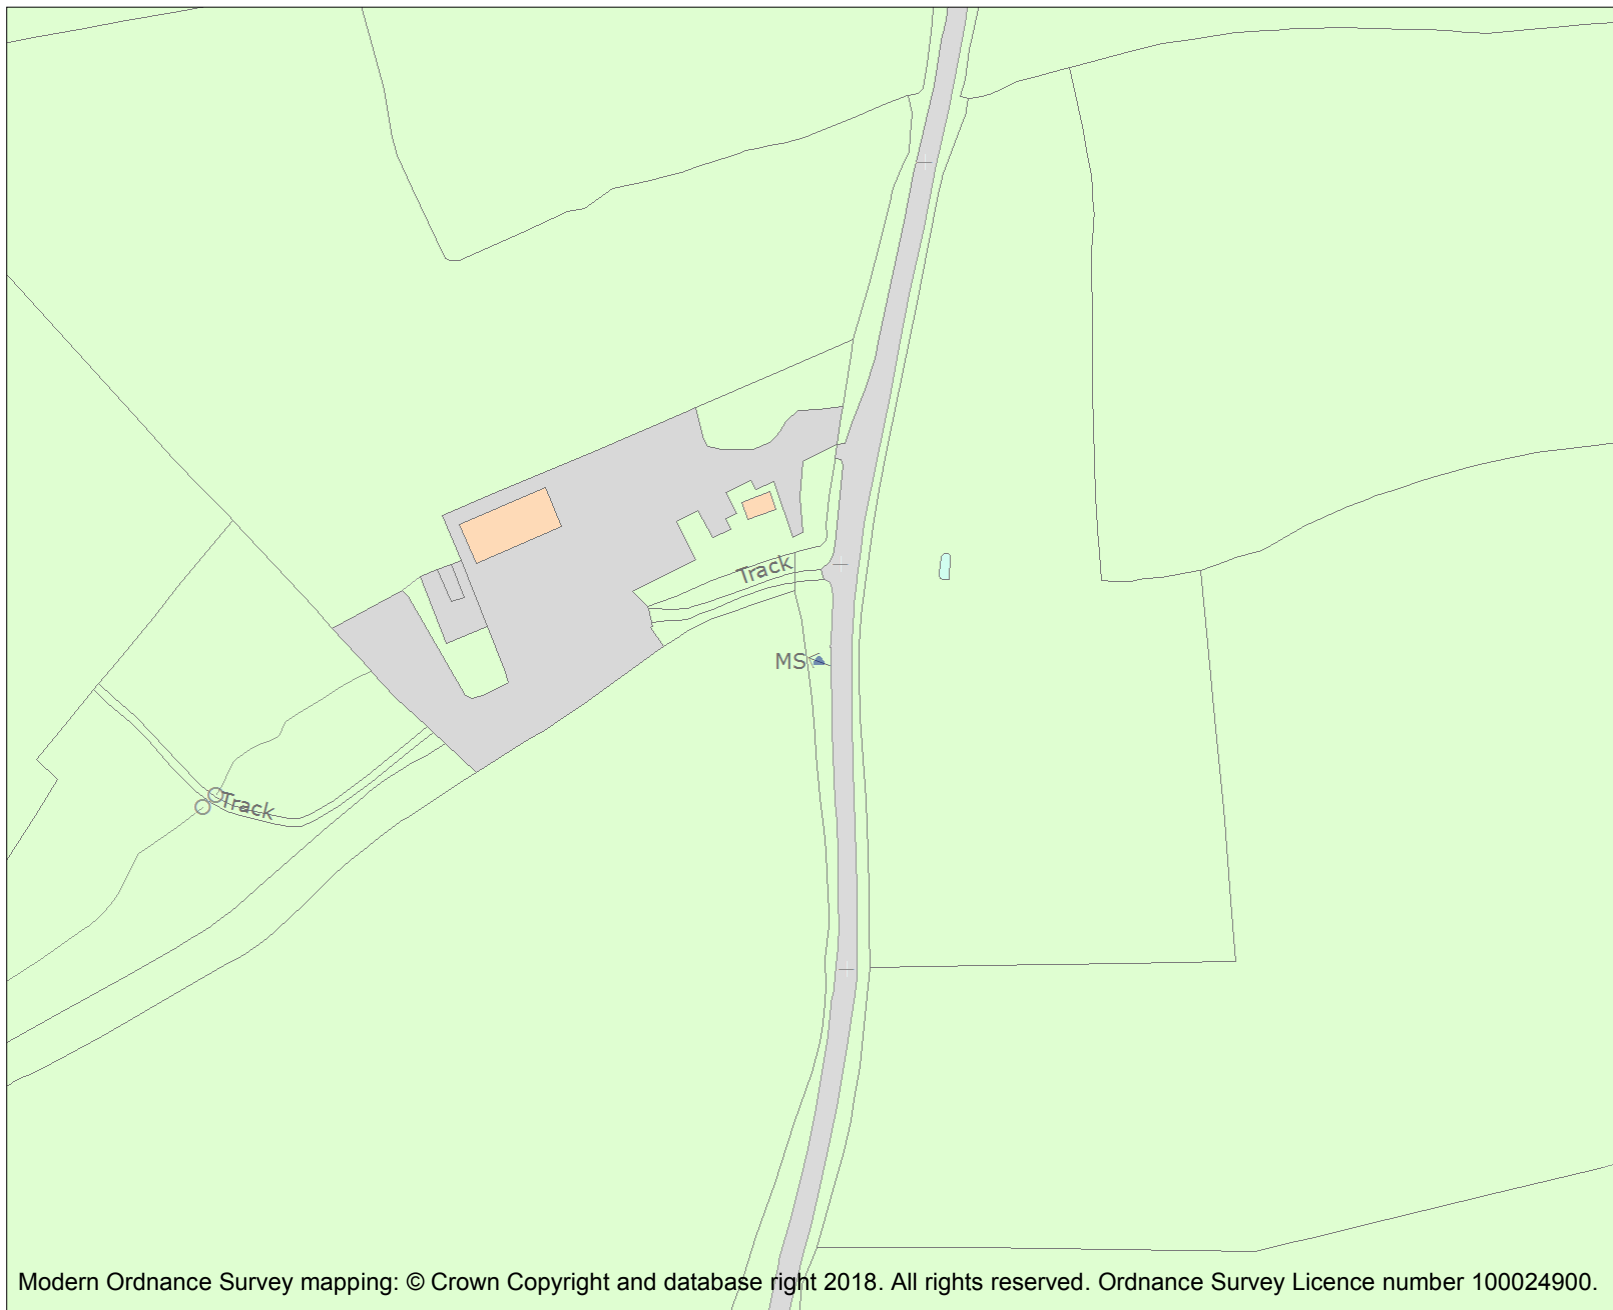 Track
MS
Track
Modern Ordnance Survey mapping: © Crown Copyright and database right 2018. All rights reserved. Ordnance Survey Licence number 100024900.